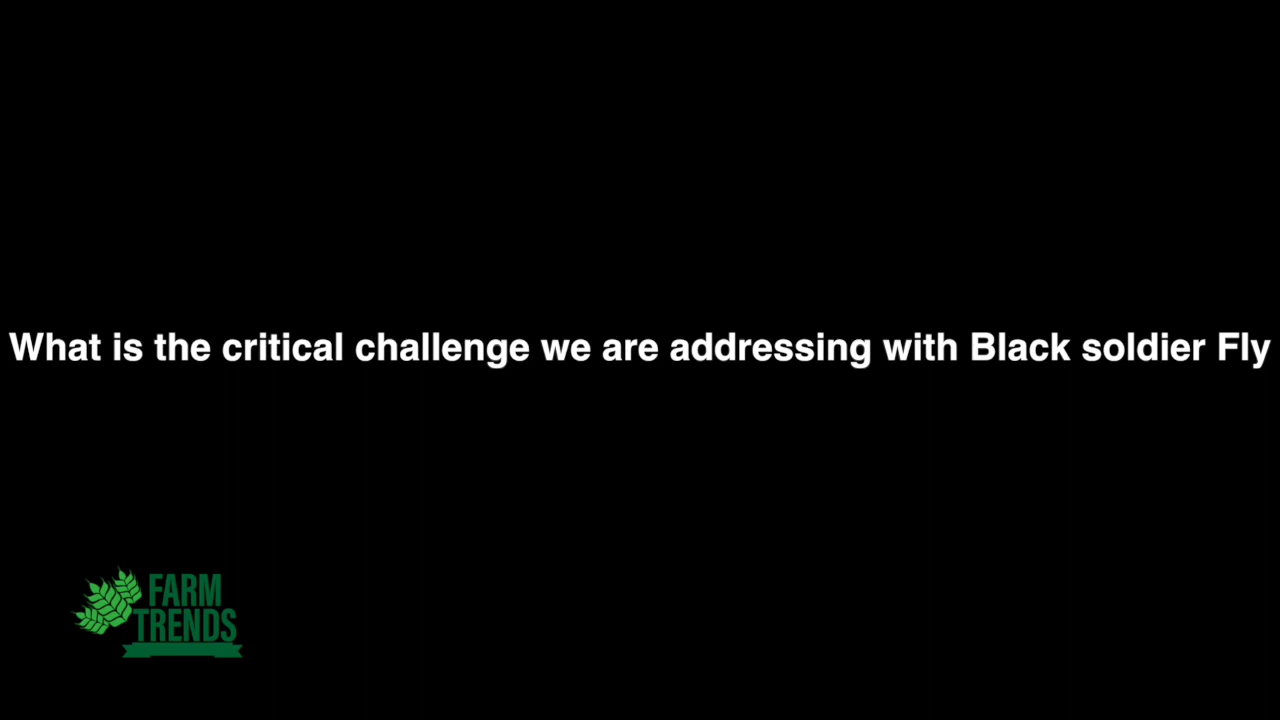 What is the critical challenge we are addressing with Black soldier Fly
FARM
TRENDS